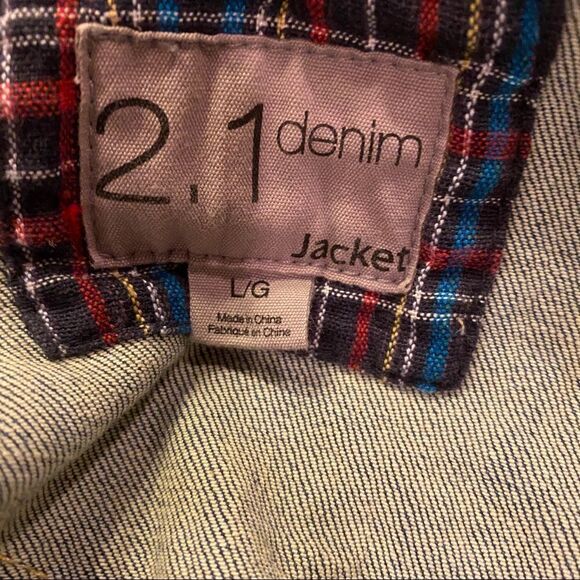 2.1 denim
Jacket
L/G
Made in China
Fabriqué en Chine